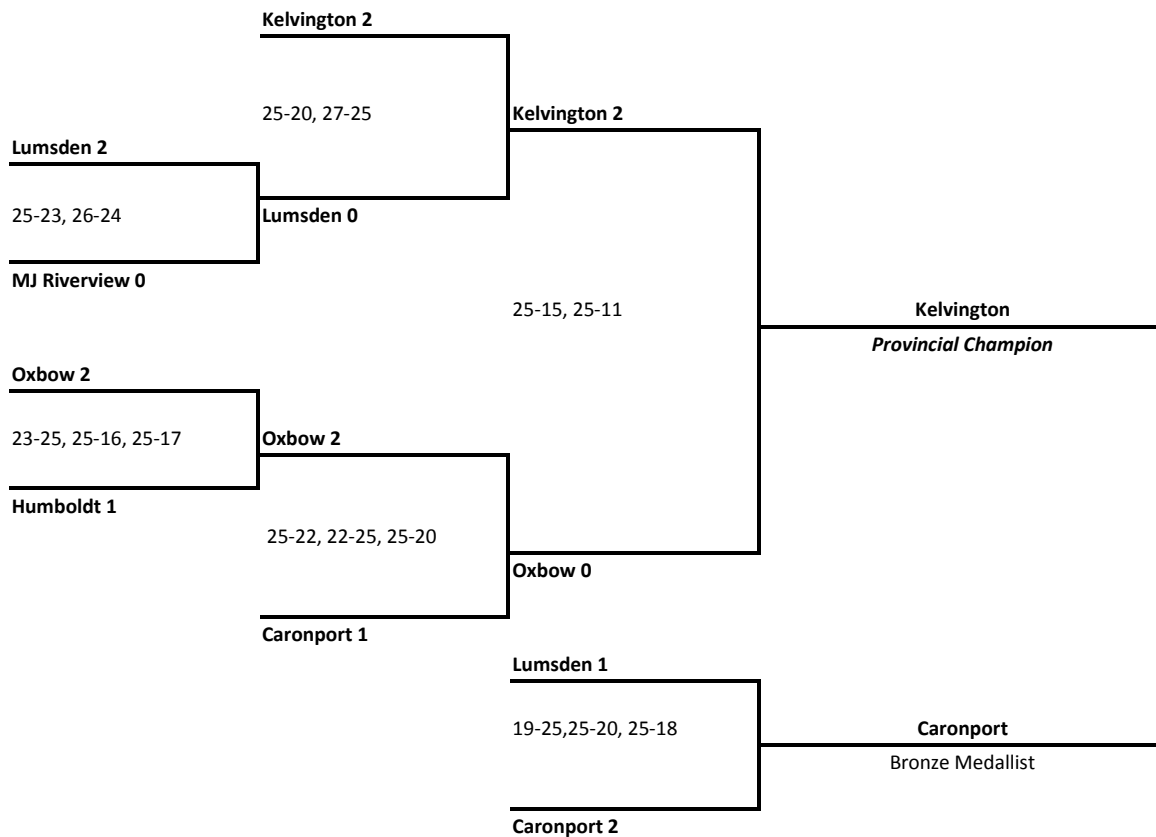 Kelvington 2
25-20, 27-25
Kelvington 2
Lumsden 2
25-23, 26-24
Lumsden 0
MJ Riverview 0
25-15, 25-11
Kelvington
Provincial Champion
Oxbow 2
23-25, 25-16, 25-17
Oxbow 2
Humboldt 1
25-22, 22-25, 25-20
Oxbow 0
Caronport 1
Lumsden 1
19-25,25-20, 25-18
Caronport
Bronze Medallist
Caronport 2